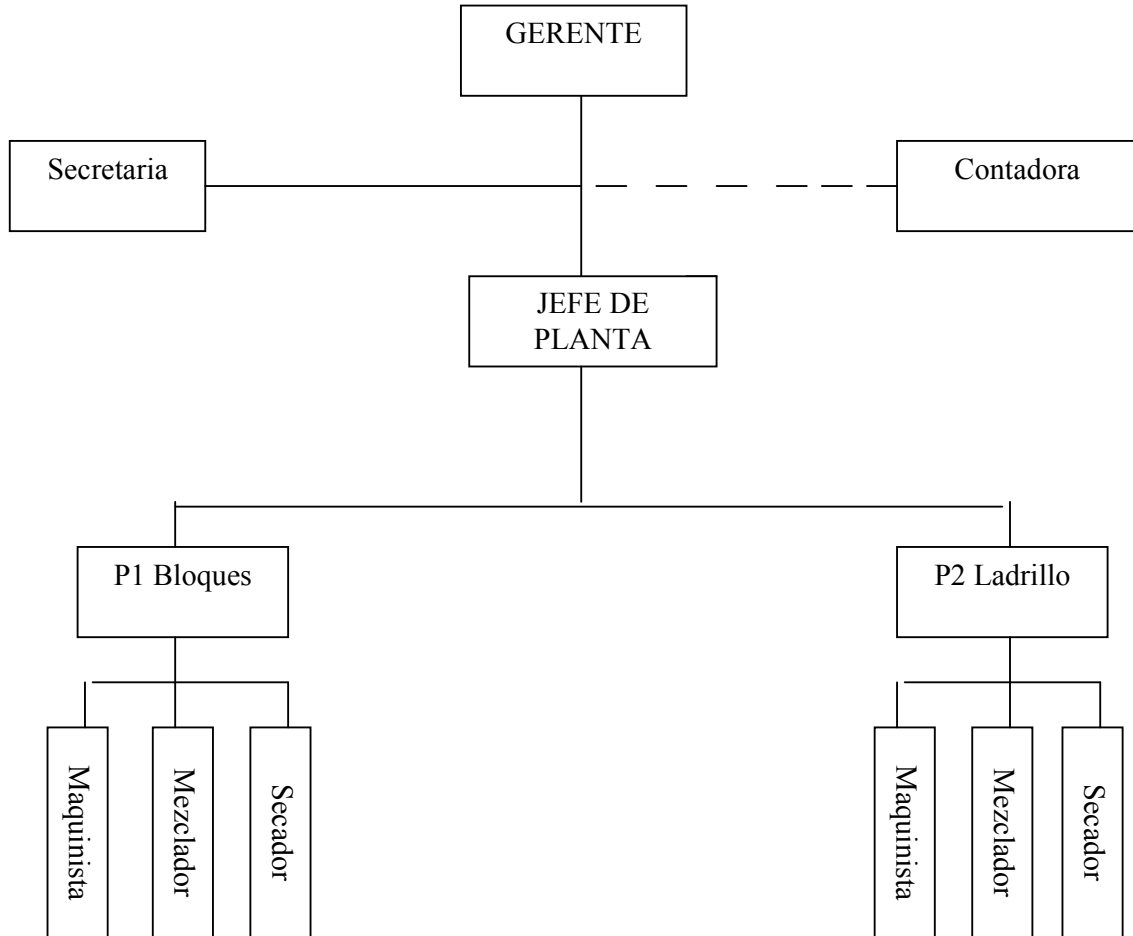 GERENTE
Secretaria
Contadora
JEFE DE
PLANTA
P1 Bloques
P2 Ladrillo
Maquinista
Mezclador
Secador
Maquinista
Mezclador
Secador